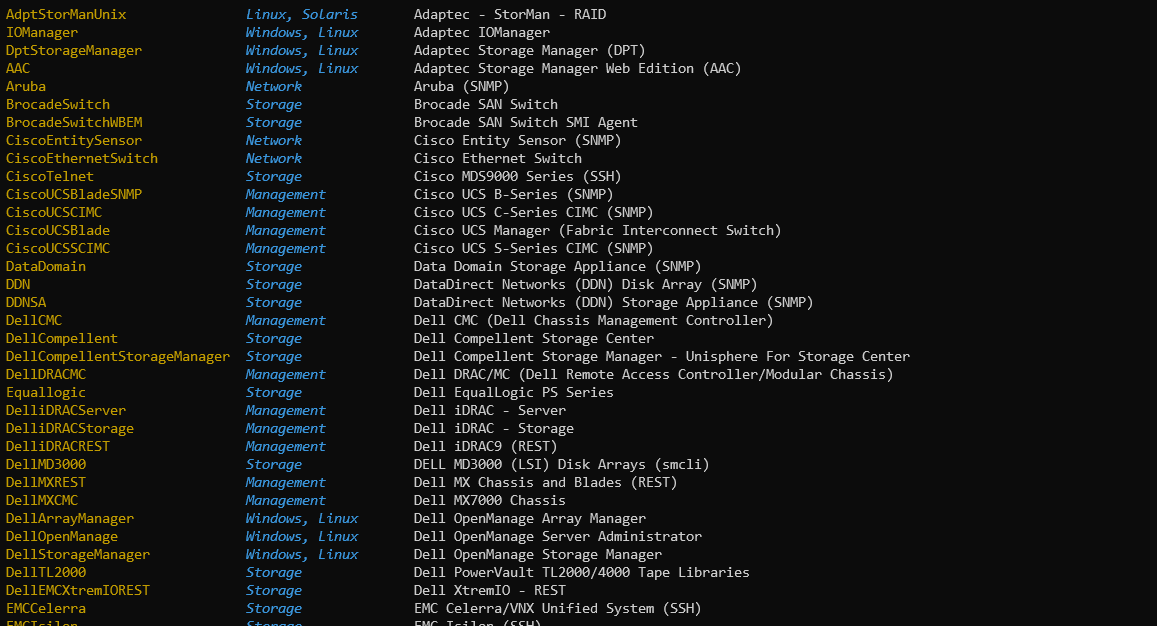 AdptStorManUnix Linux, Solaris Adaptec - StorMan - RAID
IOManager Windows, Linux Adaptec IOManager
DptStorageManager Windows, Linux Adaptec Storage Manager (DPT)
AAC Windows, Linux Adaptec Storage Manager Web Edition (AAC)
Aruba Network Aruba (SNMP)
BrocadeSwitch Storage Brocade SAN Switch
BrocadeSwitchWBEM Storage Brocade SAN Switch SMI Agent
CiscoEntitySensor Network Cisco Entity Sensor (SNMP)
CiscoEthernetSwitch Network Cisco Ethernet Switch
CiscoTelnet Storage Cisco MDS9000 Series (SSH)
CiscoUCSBladeSNMP Management Cisco UCS B-Series (SNMP)
CiscoUCSCIMC Management Cisco UCS C-Series CIMC (SNMP)
CiscoUCSBlade Management Cisco UCS Manager (Fabric Interconnect Switch)
CiscoUCSSCIMC Management Cisco UCS S-Series CIMC (SNMP)
DataDomain Storage Data Domain Storage Appliance (SNMP)
DDN Storage DataDirect Networks (DDN) Disk Array (SNMP)
DDNSA Storage DataDirect Networks (DDN) Storage Appliance (SNMP)
DellCMC Management Dell CMC (Dell Chassis Management Controller)
DellCompellent Storage Dell Compellent Storage Center
DellCompellentStorageManager Storage Dell Compellent Storage Manager - Unisphere For Storage Center
DellDRACMC Management Dell DRAC/MC (Dell Remote Access Controller/Modular Chassis)
Equallogic Storage Dell EqualLogic PS Series
DelliDRACServer Management Dell iDRAC - Server
DelliDRACStorage Management Dell iDRAC - Storage
DelliDRACREST Management Dell iDRAC9 (REST)
DellMD3000 Storage DELL MD3000 (LSI) Disk Arrays (smcli)
DellMXREST Management Dell MX Chassis and Blades (REST)
DellMXCMC Management Dell MX7000 Chassis
DellArrayManager Windows, Linux Dell OpenManage Array Manager
DellOpenManage Windows, Linux Dell OpenManage Server Administrator
DellStorageManager Windows, Linux Dell OpenManage Storage Manager
DellTL2000 Storage Dell PowerVault TL2000/4000 Tape Libraries
DellEMCXtremIOREST Storage Dell XtremIO - REST
EMCCelerra Storage EMC Celerra/VNX Unified System (SSH)
EMCIsilon Storage EMC Isilon (SSH)